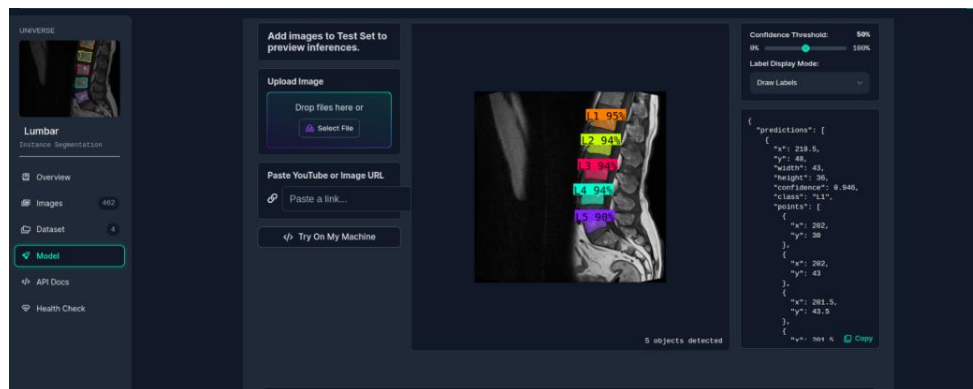 UNIVERSE
Lumbar
Instance Segmentation
Overview
Images 462
Dataset 4
Model
</> API Docs
Health Check
Add images to Test Set to
preview inferences.
Upload Image
Drop files here or
Select File
Paste YouTube or Image URL
Paste a link...
</> Try On My Machine
L1 95%
L2 94%
L3 94%
L4 94%
L5 90%
5 objects detected
Confidence Threshold: 50%
0% 100%
Label Display Mode:
Draw Labels
{
"predictions": [
{
"x": 218.5,
"y": 48,
"width": 43,
"height": 36,
"confidence": 0.946,
"class": "L1",
"points": [
{
"x": 202,
"y": 30
},
{
"x": 202,
"y": 43
},
{
"x": 201.5,
"y": 43.5
},
{
Copy